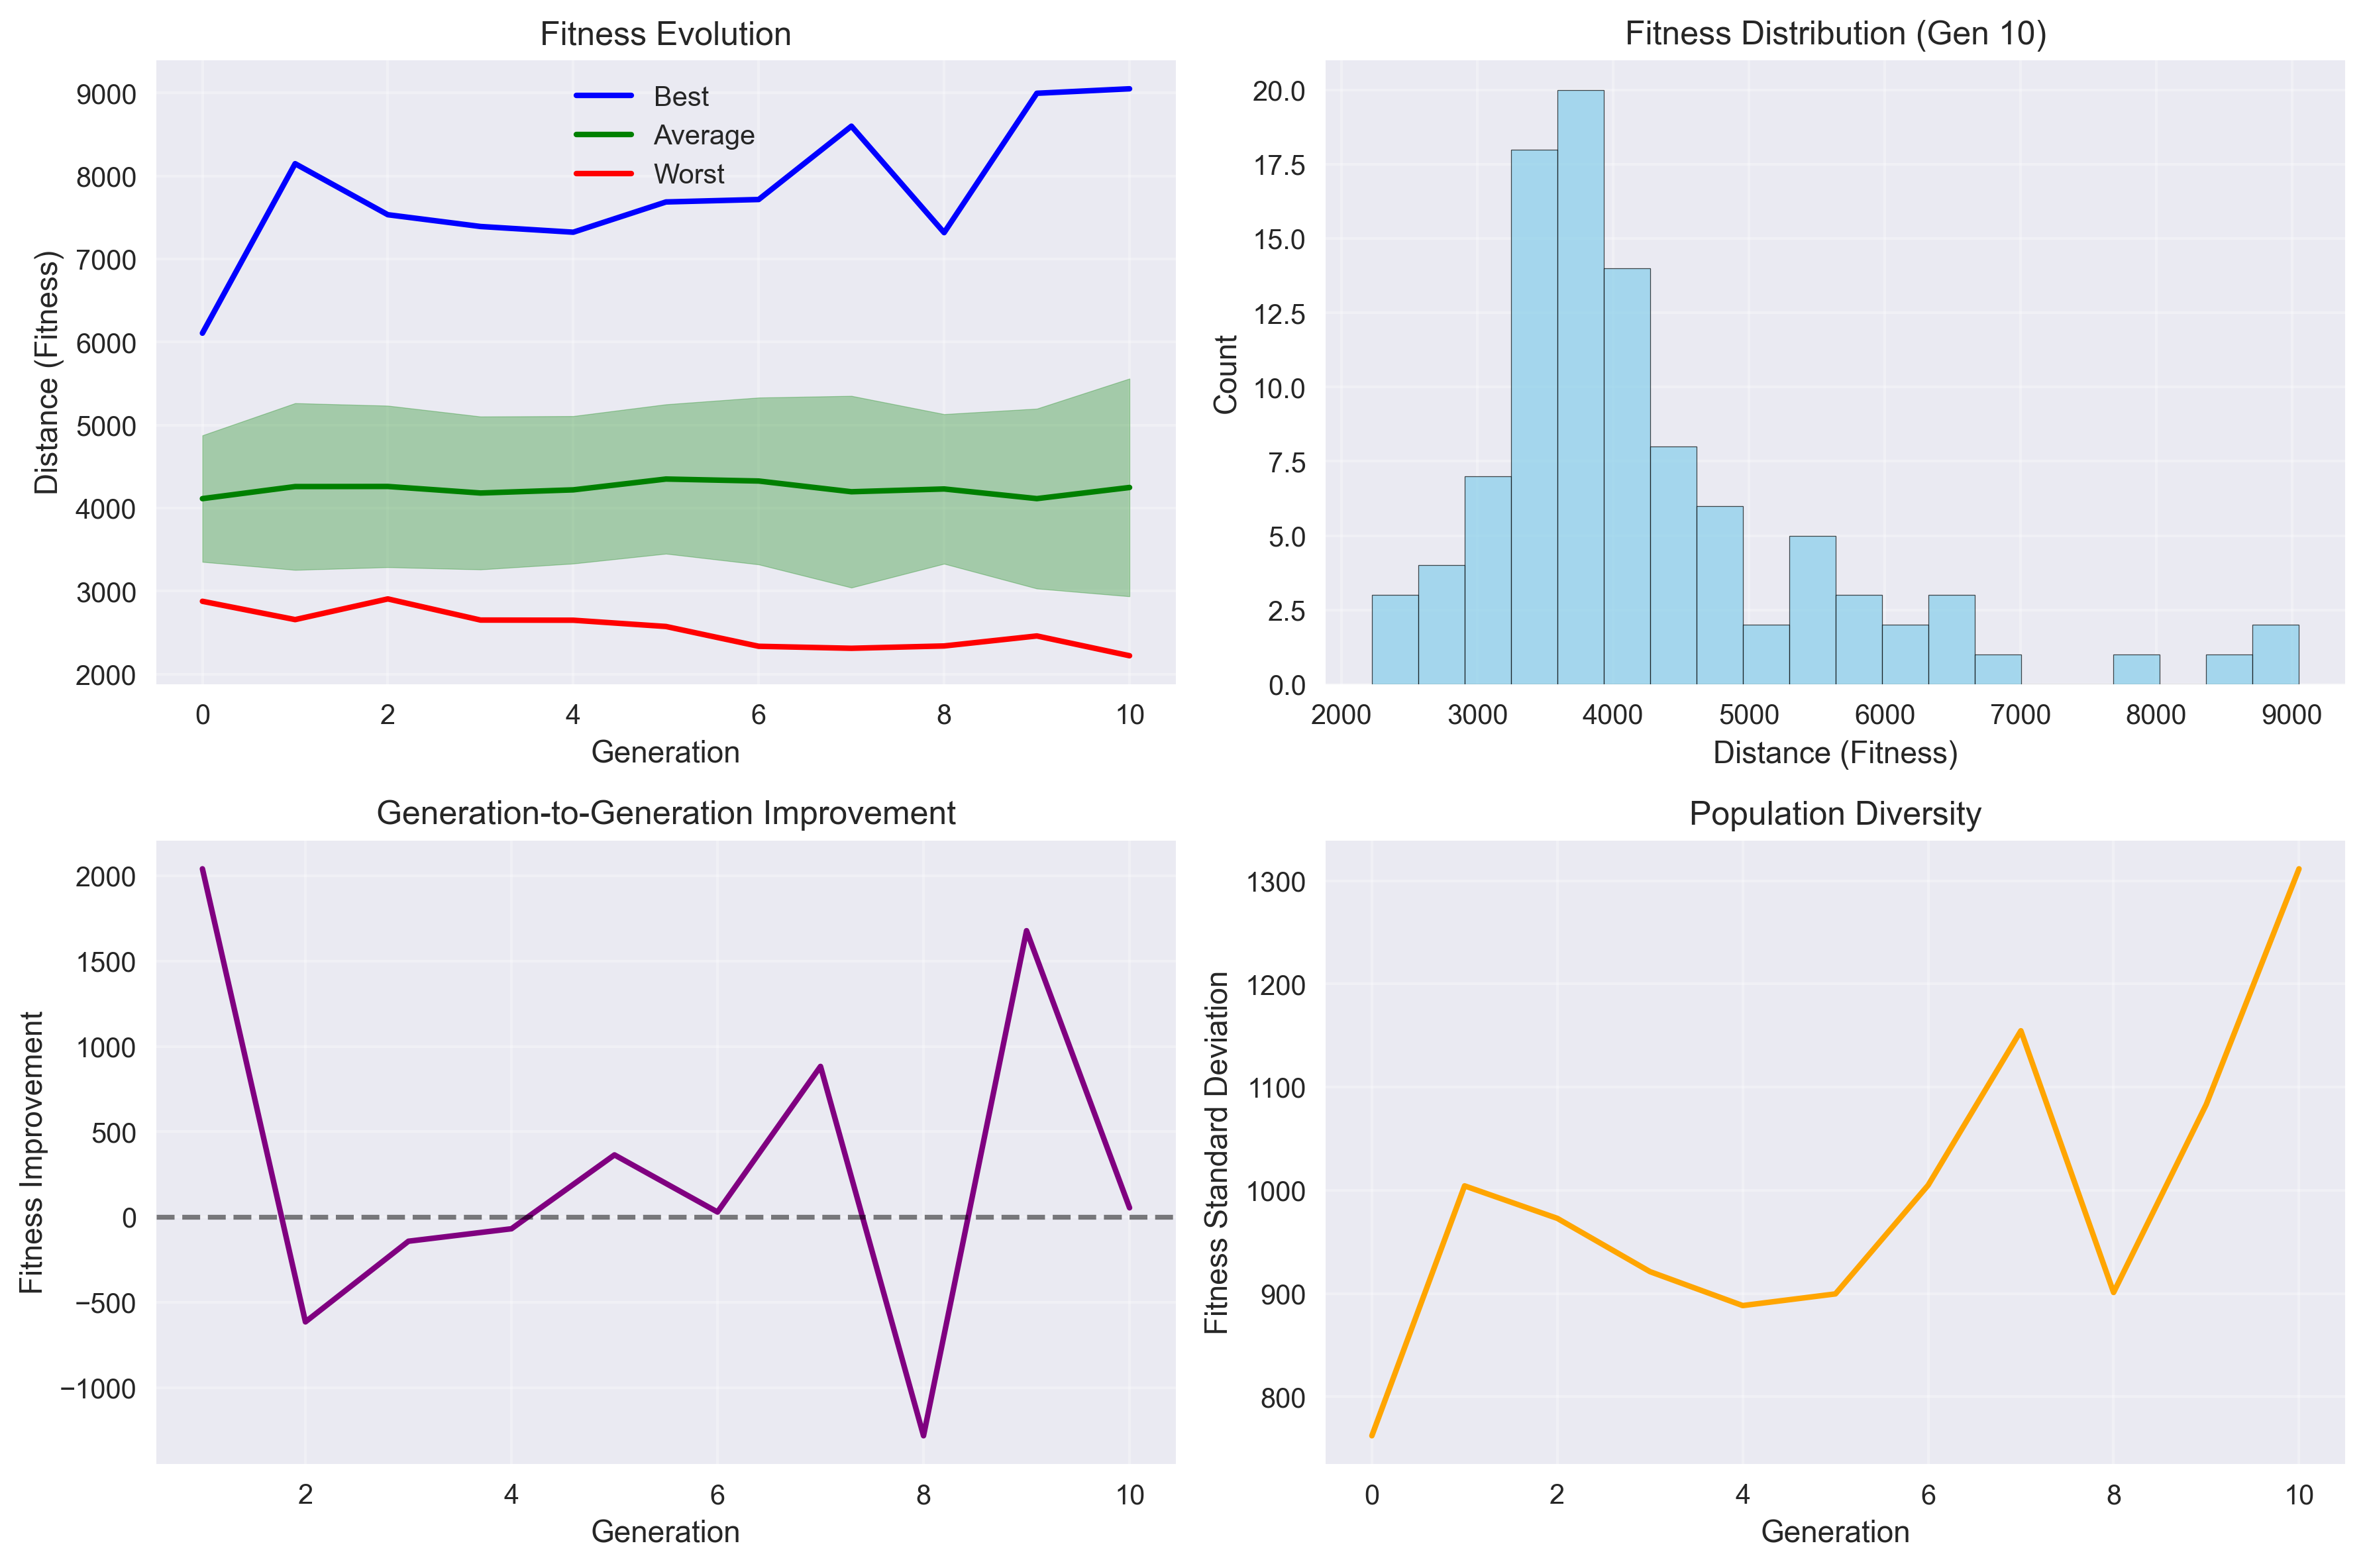 Fitness Evolution
9000
8000
7000
6000
5000
4000
3000
2000
Distance (Fitness)
Best
Average
Worst
0 2 4 6 8 10
Generation
Fitness Distribution (Gen 10)
20.0
17.5
15.0
12.5
10.0
7.5
5.0
2.5
0.0
Count
2000 3000 4000 5000 6000 7000 8000 9000
Distance (Fitness)
Generation-to-Generation Improvement
2000
1500
1000
500
0
−500
−1000
Fitness Improvement
2 4 6 8 10
Generation
Population Diversity
1300
1200
1100
1000
900
800
Fitness Standard Deviation
0 2 4 6 8 10
Generation